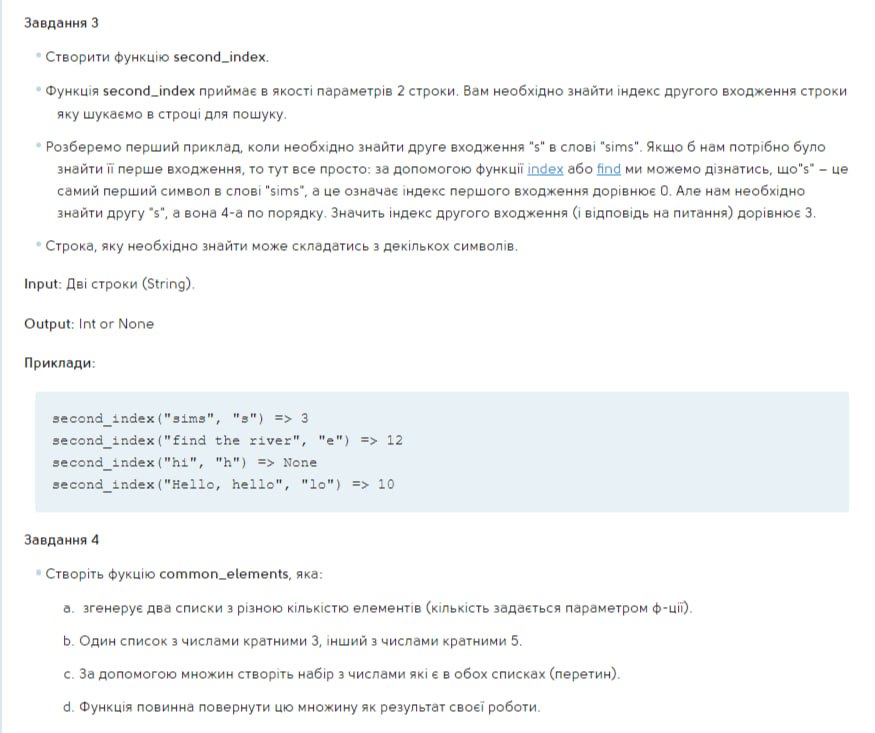 Завдання 3
Створити функцію second_index.
Функція second_index приймає в якості параметрів 2 строки. Вам необхідно знайти індекс другого входження строки
яку шукаємо в строці для пошуку.
Розберемо перший приклад, коли необхідно знайти друге входження "s" в слові "sims". Якщо б нам потрібно було
знайти її перше входження, то тут все просто: за допомогою функції index або find ми можемо дізнатись, що"s" – це
самий перший символ в слові "sims", а це означає індекс першого входження дорівнює 0. Але нам необхідно
знайти другу "s", а вона 4-а по порядку. Значить індекс другого входження (і відповідь на питання) дорівнює 3.
Строка, яку необхідно знайти може складатись з декількох символів.
Input: Дві строки (String).
Output: Int or None
Приклади:
second_index("sims", "s") => 3
second_index("find the river", "e") => 12
second_index("hi", "h") => None
second_index("Hello, hello", "lo") => 10
Завдання 4
Створіть фукцію common_elements, яка:
a. згенерує два списки з різною кількістю елементів (кількість задається параметром ф-ції).
b. Один список з числами кратними 3, інший з числами кратними 5.
c. За допомогою множин створіть набір з числами які є в обох списках (перетин).
d. Функція повинна повернути цю множину як результат своєї роботи.